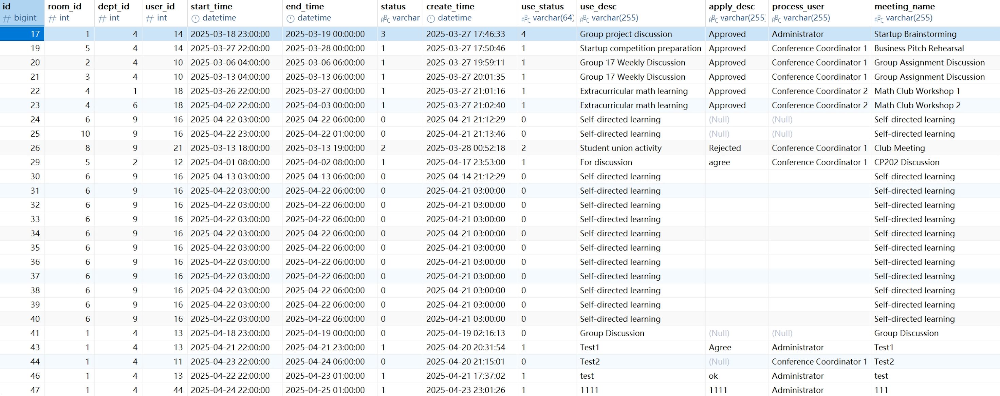 id room_id dept_id user_id start_time end_time status create_time use_status use_desc apply_desc process_user meeting_name
# bigint # int # int # int datetime datetime ABC varchar datetime ABC varchar(64) ABC varchar(255) ABC varchar(255) ABC varchar(255) ABC varchar(255)
17 1 4 14 2025-03-18 23:00:00 2025-03-19 00:00:00 3 2025-03-27 17:46:33 4 Group project discussion Approved Administrator Startup Brainstorming
19 5 4 14 2025-03-27 22:00:00 2025-03-28 00:00:00 1 2025-03-27 17:50:46 1 Startup competition preparation Approved Conference Coordinator 1 Business Pitch Rehearsal
20 2 4 10 2025-03-06 04:00:00 2025-03-06 06:00:00 1 2025-03-27 19:59:11 1 Group 17 Weekly Discussion Approved Conference Coordinator 1 Group Assignment Discussion
21 3 4 10 2025-03-13 04:00:00 2025-03-13 06:00:00 1 2025-03-27 20:01:35 1 Group 17 Weekly Discussion Approved Conference Coordinator 1 Group Assignment Discussion
22 4 1 18 2025-03-26 22:00:00 2025-03-27 00:00:00 1 2025-03-27 21:01:16 1 Extracurricular math learning Approved Conference Coordinator 2 Math Club Workshop 1
23 4 6 18 2025-04-02 22:00:00 2025-04-03 00:00:00 1 2025-03-27 21:02:40 1 Extracurricular math learning Approved Conference Coordinator 2 Math Club Workshop 2
24 6 9 16 2025-04-22 03:00:00 2025-04-22 06:00:00 0 2025-04-21 21:12:29 0 Self-directed learning (Null) (Null) Self-directed learning
25 10 9 16 2025-04-22 23:00:00 2025-04-22 01:00:00 0 2025-04-21 21:13:46 0 Self-directed learning (Null) (Null) Self-directed learning
26 8 9 21 2025-03-13 18:00:00 2025-03-13 19:00:00 2 2025-03-28 00:52:18 2 Student union activity Rejected Conference Coordinator 1 Club Meeting
29 5 2 12 2025-04-01 08:00:00 2025-04-02 08:00:00 1 2025-04-17 23:53:00 1 For discussion agree Conference Coordinator 1 CP202 Discussion
30 6 9 16 2025-04-13 03:00:00 2025-04-13 06:00:00 0 2025-04-14 21:12:29 0 Self-directed learning Self-directed learning
31 6 9 16 2025-04-22 03:00:00 2025-04-22 06:00:00 0 2025-04-21 03:00:00 0 Self-directed learning Self-directed learning
32 6 9 16 2025-04-22 03:00:00 2025-04-22 06:00:00 0 2025-04-21 03:00:00 0 Self-directed learning Self-directed learning
33 6 9 16 2025-04-22 03:00:00 2025-04-22 06:00:00 0 2025-04-21 03:00:00 0 Self-directed learning Self-directed learning
34 6 9 16 2025-04-22 03:00:00 2025-04-22 06:00:00 0 2025-04-21 03:00:00 0 Self-directed learning Self-directed learning
35 6 9 16 2025-04-22 03:00:00 2025-04-22 06:00:00 0 2025-04-21 03:00:00 0 Self-directed learning Self-directed learning
36 6 9 16 2025-04-22 03:00:00 2025-04-22 06:00:00 0 2025-04-21 03:00:00 0 Self-directed learning Self-directed learning
37 6 9 16 2025-04-22 03:00:00 2025-04-22 06:00:00 0 2025-04-21 03:00:00 0 Self-directed learning Self-directed learning
38 6 9 16 2025-04-22 03:00:00 2025-04-22 06:00:00 0 2025-04-21 03:00:00 0 Self-directed learning Self-directed learning
39 6 9 16 2025-04-22 03:00:00 2025-04-22 06:00:00 0 2025-04-21 03:00:00 0 Self-directed learning Self-directed learning
40 6 9 16 2025-04-22 03:00:00 2025-04-22 06:00:00 0 2025-04-21 03:00:00 0 Self-directed learning Self-directed learning
41 1 4 13 2025-04-18 23:00:00 2025-04-19 00:00:00 0 2025-04-19 02:16:13 0 Group Discussion (Null) (Null) Group Discussion
43 1 4 13 2025-04-21 22:00:00 2025-04-21 23:00:00 1 2025-04-20 20:31:54 1 Test1 Agree Administrator Test1
44 1 4 11 2025-04-23 22:00:00 2025-04-24 06:00:00 0 2025-04-20 21:15:01 0 Test2 (Null) Conference Coordinator 1 Test2
46 1 4 13 2025-04-22 22:00:00 2025-04-23 01:00:00 1 2025-04-21 17:37:02 1 test ok Administrator test
47 1 4 44 2025-04-24 22:00:00 2025-04-25 01:00:00 1 2025-04-23 23:01:26 1 1111 1111 Administrator 111